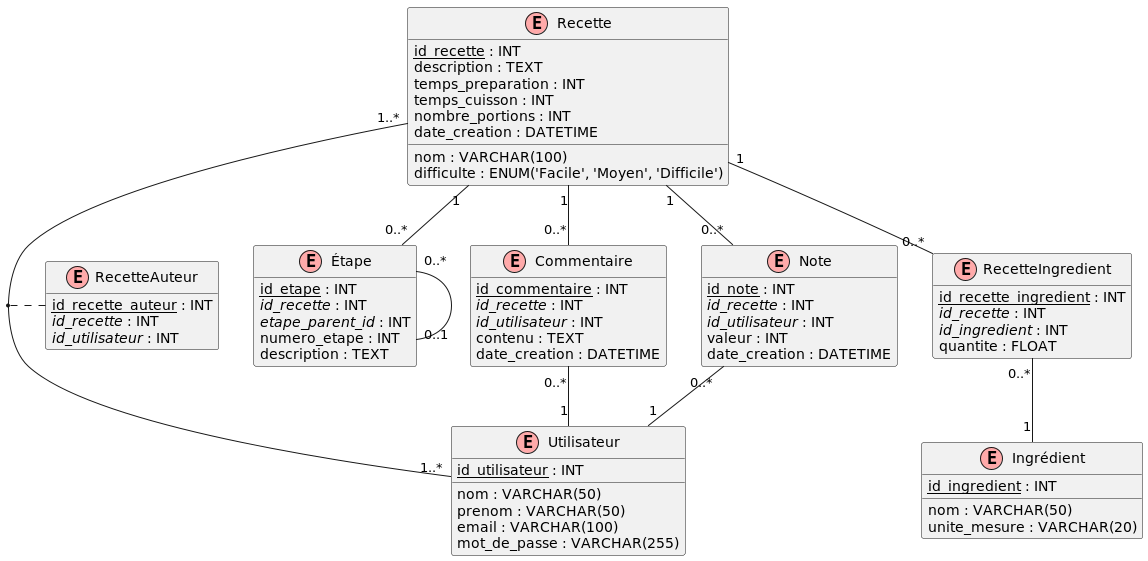 E Recette
id_recette : INT
description : TEXT
temps_preparation : INT
temps_cuisson : INT
nombre_portions : INT
date_creation : DATETIME
nom : VARCHAR(100)
difficulte : ENUM('Facile', 'Moyen', 'Difficile')
1..*
1
1
1
1
0..*
0..*
0..*
0..*
E RecetteAuteur
id_recette_auteur : INT
id_recette : INT
id_utilisateur : INT
E Étape
id_etape : INT
id_recette : INT
etape_parent_id : INT
numero_etape : INT
description : TEXT
0..*
0..1
E Commentaire
id_commentaire : INT
id_recette : INT
id_utilisateur : INT
contenu : TEXT
date_creation : DATETIME
E Note
id_note : INT
id_recette : INT
id_utilisateur : INT
valeur : INT
date_creation : DATETIME
E RecetteIngredient
id_recette_ingredient : INT
id_recette : INT
id_ingredient : INT
quantite : FLOAT
0..*
0..*
0..*
1
1
1
1..*
E Utilisateur
id_utilisateur : INT
nom : VARCHAR(50)
prenom : VARCHAR(50)
email : VARCHAR(100)
mot_de_passe : VARCHAR(255)
E Ingrédient
id_ingredient : INT
nom : VARCHAR(50)
unite_mesure : VARCHAR(20)